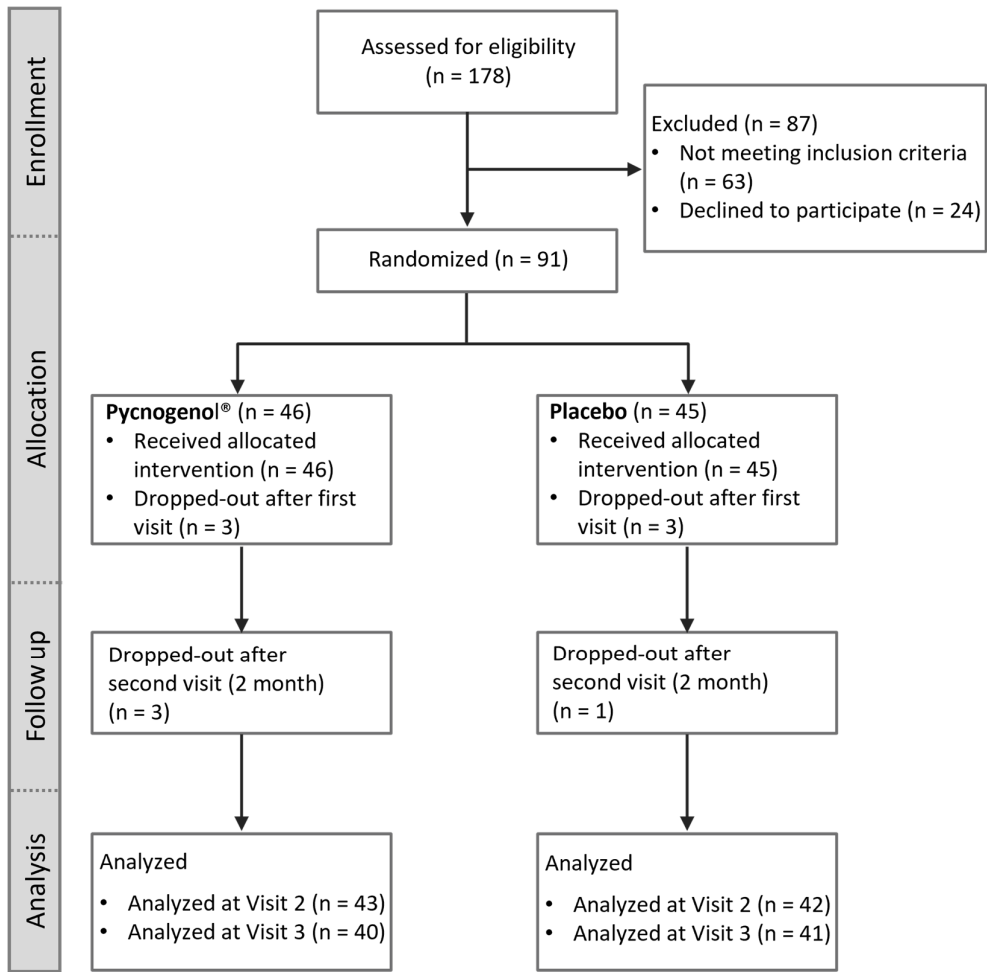 Enrollment
Assessed for eligibility
(n = 178)
Excluded (n = 87)
• Not meeting inclusion criteria
(n = 63)
• Declined to participate (n = 24)
Allocation
Randomized (n = 91)
Pycnogenol® (n = 46)
• Received allocated
intervention (n = 46)
• Dropped-out after first
visit (n = 3)
Placebo (n = 45)
• Received allocated
intervention (n = 45)
• Dropped-out after first
visit (n = 3)
Follow up
Dropped-out after
second visit (2 month)
(n = 3)
Dropped-out after
second visit (2 month)
(n = 1)
Analysis
Analyzed
• Analyzed at Visit 2 (n = 43)
• Analyzed at Visit 3 (n = 40)
Analyzed
• Analyzed at Visit 2 (n = 42)
• Analyzed at Visit 3 (n = 41)